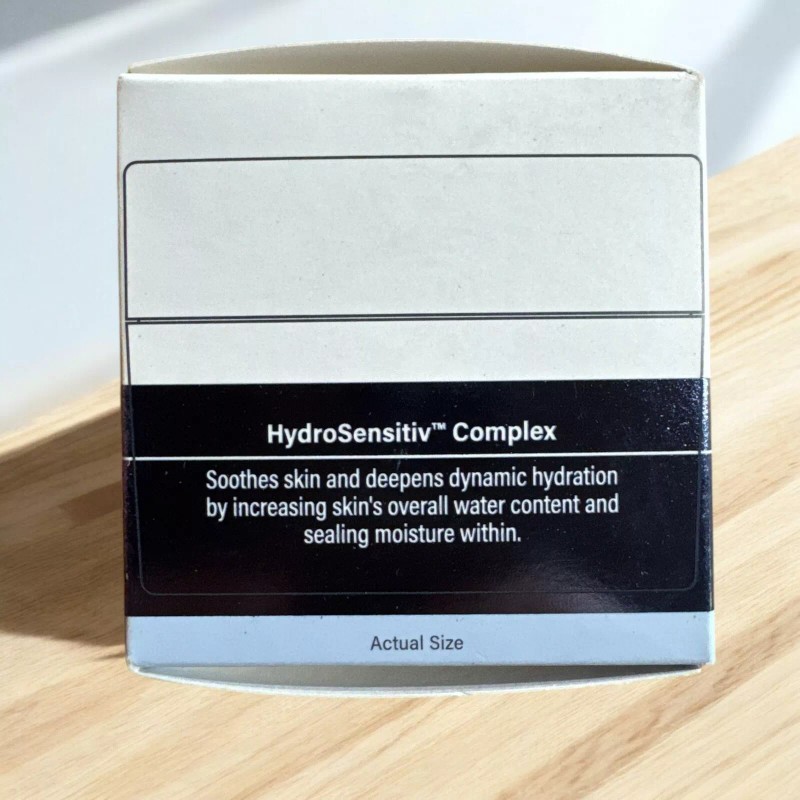 HydroSensitiv™ Complex
Soothes skin and deepens dynamic hydration
by increasing skin's overall water content and
sealing moisture within.
Actual Size